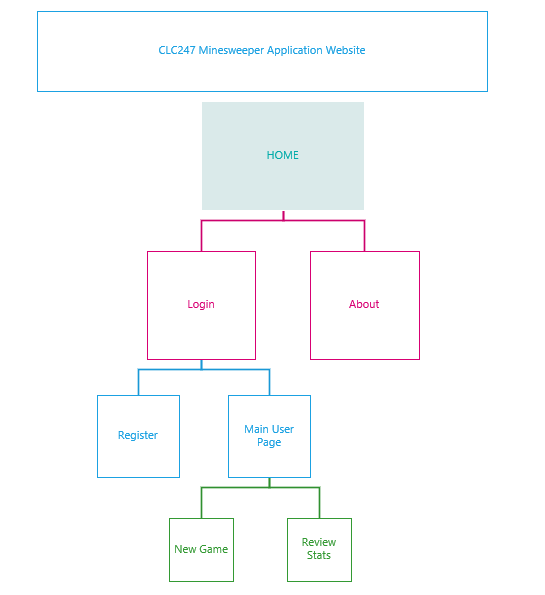 CLC247 Minesweeper Application Website
HOME
Login
About
Register
Main User
Page
New Game
Review
Stats